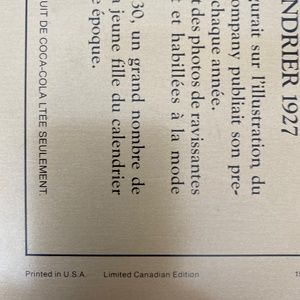 NDRIER 1927
gurait sur l'illustration du
ompany publiait son pre-
chaque année.
t des photos de ravissantes
t et habillées à la mode
30, un grand nombre de
a jeune fille du calendrier
e époque.
UIT DE COCA-COLA LTÉE SEULEMENT.
Printed in U.S.A. Limited Canadian Edition